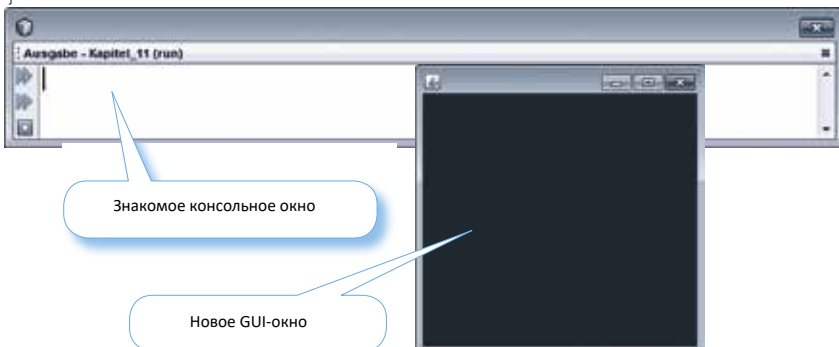 Ausgabe - Kapitel_11 (run)
Знакомое консольное окно
Новое GUI-окно